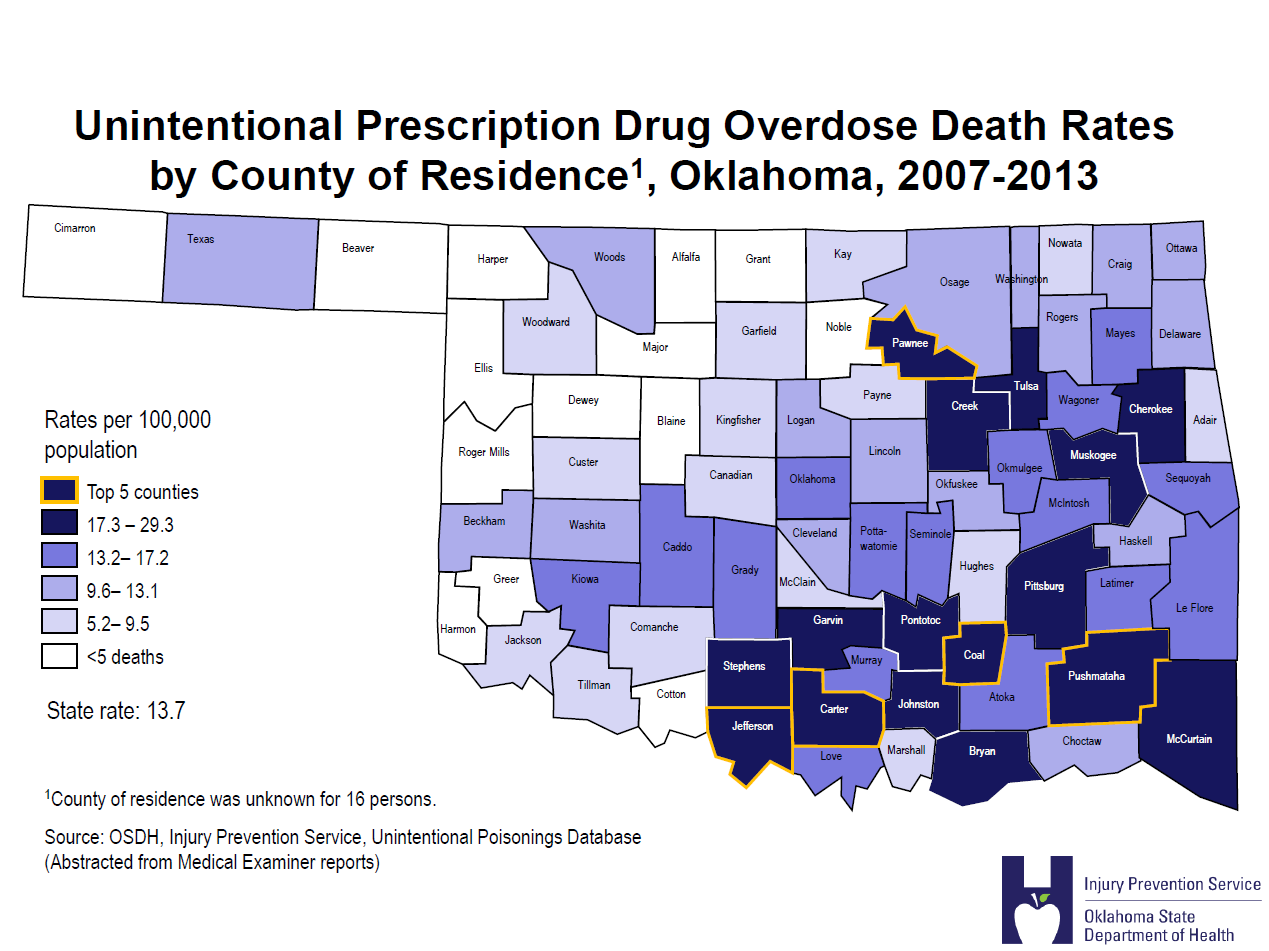 Unintentional Prescription Drug Overdose Death Rates
by County of Residence1, Oklahoma, 2007-2013
Cimarron
Texas
Beaver
Harper
Woods
Alfalfa
Grant
Kay
Osage
Washington
Nowata
Craig
Ottawa
Woodward
Ellis
Major
Garfield
Noble
Pawnee
Rogers
Mayes
Delaware
Dewey
Blaine
Kingfisher
Logan
Payne
Creek
Tulsa
Wagoner
Cherokee
Adair
Roger Mills
Custer
Canadian
Oklahoma
Lincoln
Okfuskee
Okmulgee
Muskogee
McIntosh
Sequoyah
Beckham
Washita
Caddo
Grady
Cleveland
Potta-
watomie
Seminole
Hughes
Haskell
Greer
Kiowa
McClain
Pittsburg
Latimer
Le Flore
Harmon
Jackson
Comanche
Garvin
Pontotoc
Coal
Stephens
Murray
Pushmataha
Tillman
Cotton
Jefferson
Carter
Johnston
Atoka
McCurtain
Love
Marshall
Bryan
Choctaw
Rates per 100,000
population
Top 5 counties
17.3 – 29.3
13.2– 17.2
9.6– 13.1
5.2– 9.5
<5 deaths
State rate: 13.7
1County of residence was unknown for 16 persons.
Source: OSDH, Injury Prevention Service, Unintentional Poisonings Database
(Abstracted from Medical Examiner reports)
Injury Prevention Service
Oklahoma State
Department of Health